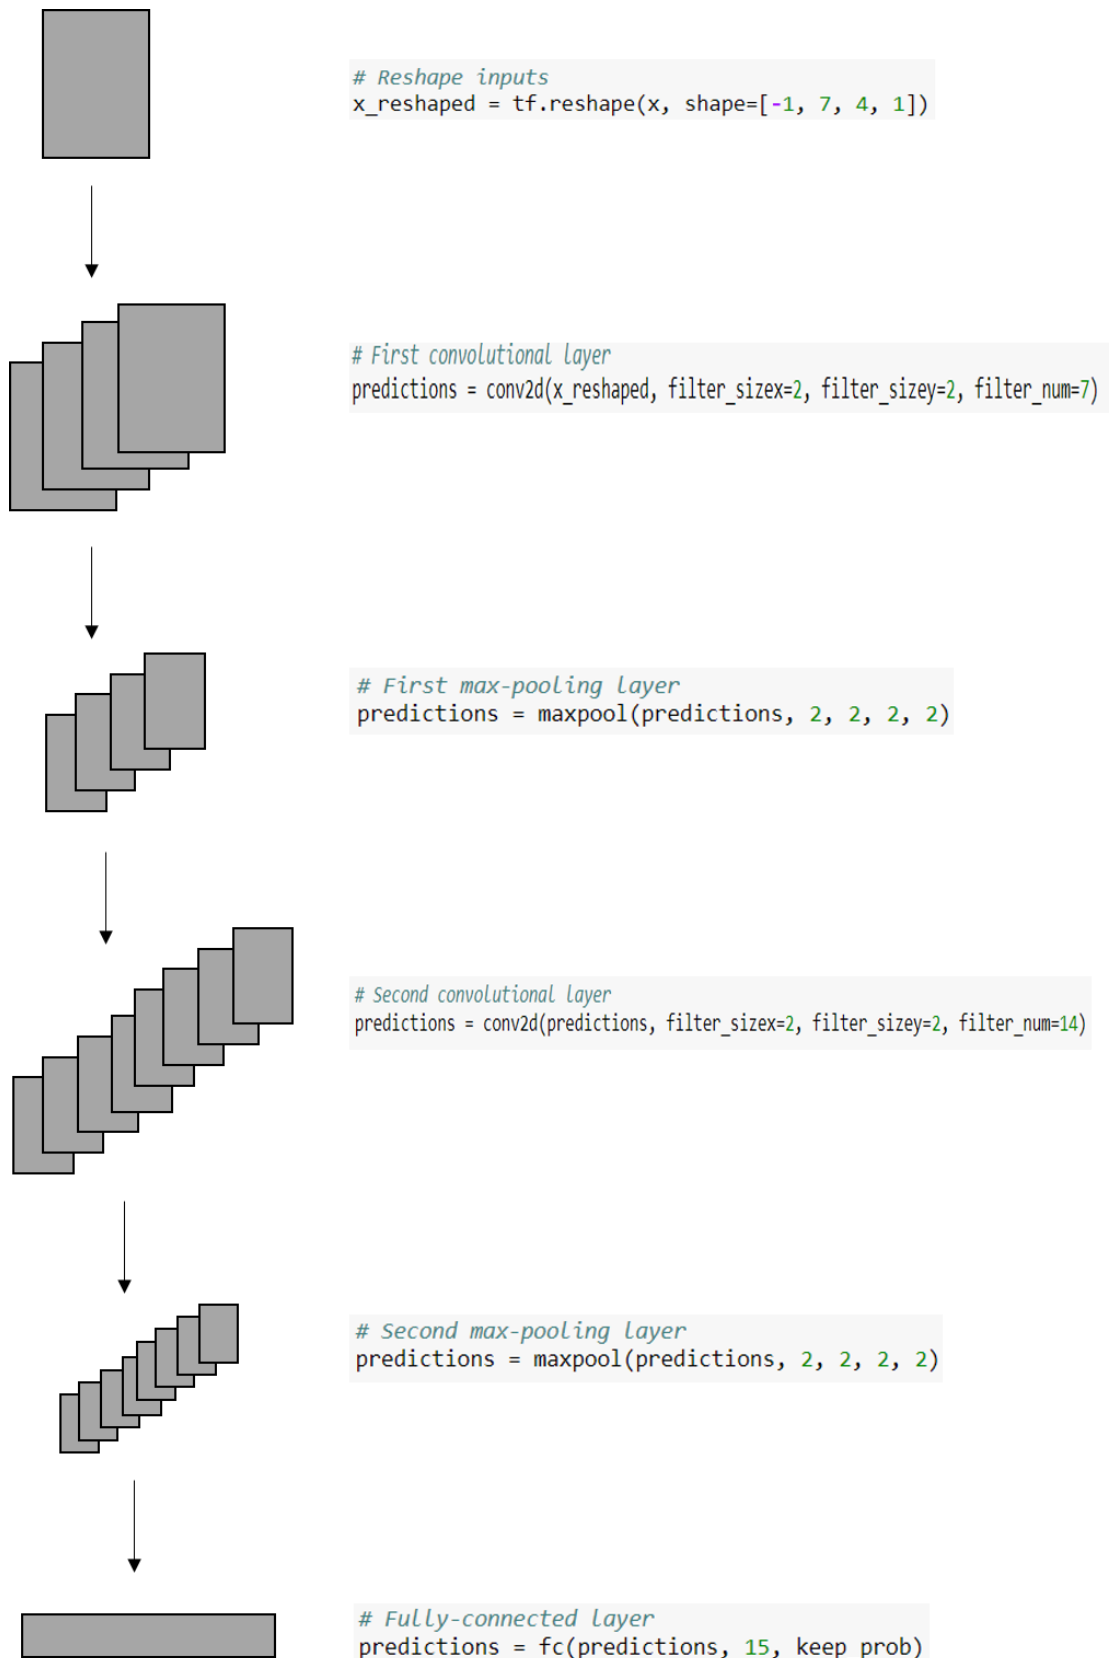 # Reshape inputs
x_reshaped = tf.reshape(x, shape=[-1, 7, 4, 1])
# First convolutional layer
predictions = conv2d(x_reshaped, filter_sizex=2, filter_sizey=2, filter_num=7)
# First max-pooling layer
predictions = maxpool(predictions, 2, 2, 2, 2)
# Second convolutional layer
predictions = conv2d(predictions, filter_sizex=2, filter_sizey=2, filter_num=14)
# Second max-pooling layer
predictions = maxpool(predictions, 2, 2, 2, 2)
# Fully-connected layer
predictions = fc(predictions, 15, keep_prob)